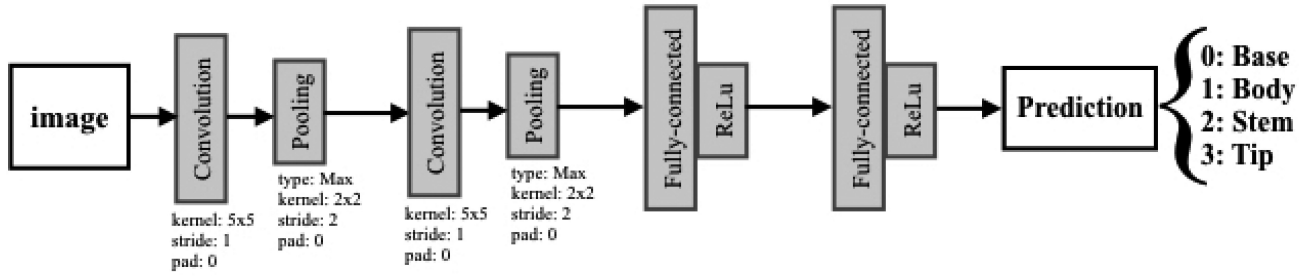 image
Convolution
kernel: 5x5
stride: 1
pad: 0
Pooling
type: Max
kernel: 2x2
stride: 2
pad: 0
Convolution
kernel: 5x5
stride: 1
pad: 0
Pooling
type: Max
kernel: 2x2
stride: 2
pad: 0
Fully-connected
ReLu
Fully-connected
ReLu
Prediction
0: Base
1: Body
2: Stem
3: Tip